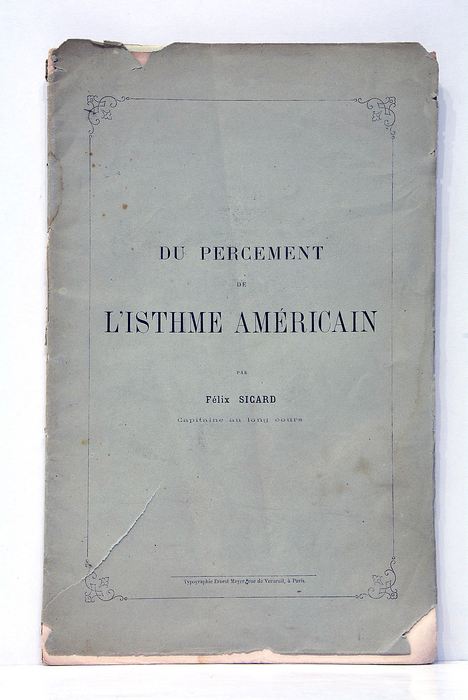 DU PERCEMENT
DE
L'ISTHME AMÉRICAIN
PAR
Félix SICARD
Capitaine au long cours
Typographie Ernest Meyer, rue de Verneuil, à Paris.